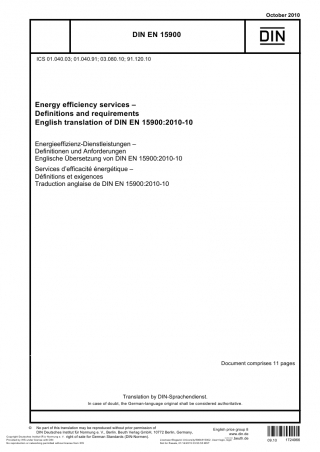 October 2010
DIN EN 15900
DIN
ICS 01.040.03; 01.040.91; 03.080.10; 91.120.10
Energy efficiency services –
Definitions and requirements
English translation of DIN EN 15900:2010-10
Energieeffizienz-Dienstleistungen –
Definitionen und Anforderungen
Englische Übersetzung von DIN EN 15900:2010-10
Services d'efficacité énergétique –
Définitions et exigences
Traduction anglaise de DIN EN 15900:2010-10
Document comprises 11 pages
Translation by DIN-Sprachendienst.
In case of doubt, the German-language original shall be considered authoritative.
© No part of this translation may be reproduced without prior permission of
DIN Deutsches Institut für Normung e. V., Berlin. Beuth Verlag GmbH, 10772 Berlin, Germany,
right of sale for German Standards (DIN-Normen).
English price group 8
www.din.de
www.beuth.de
09.10